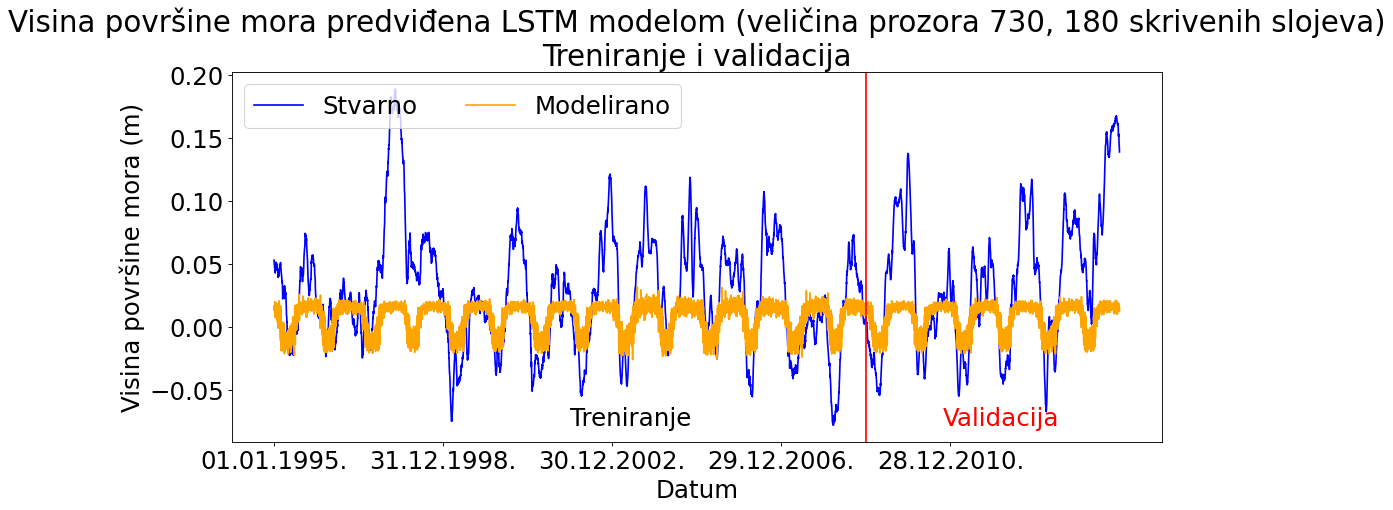 Visina površine mora predviđena LSTM modelom (veličina prozora 730, 180 skrivenih slojeva)
Treniranje i validacija
Stvarno
Modelirano
Visina površine mora (m)
0.20
0.15
0.10
0.05
0.00
−0.05
Treniranje
Validacija
01.01.1995.
31.12.1998.
30.12.2002.
29.12.2006.
28.12.2010.
Datum